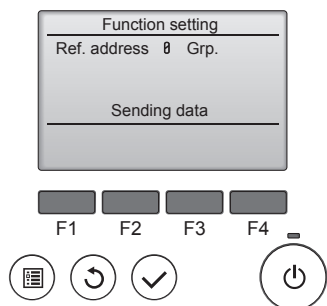 Function setting
Ref. address 0 Grp.
Sending data
F1 F2 F3 F4